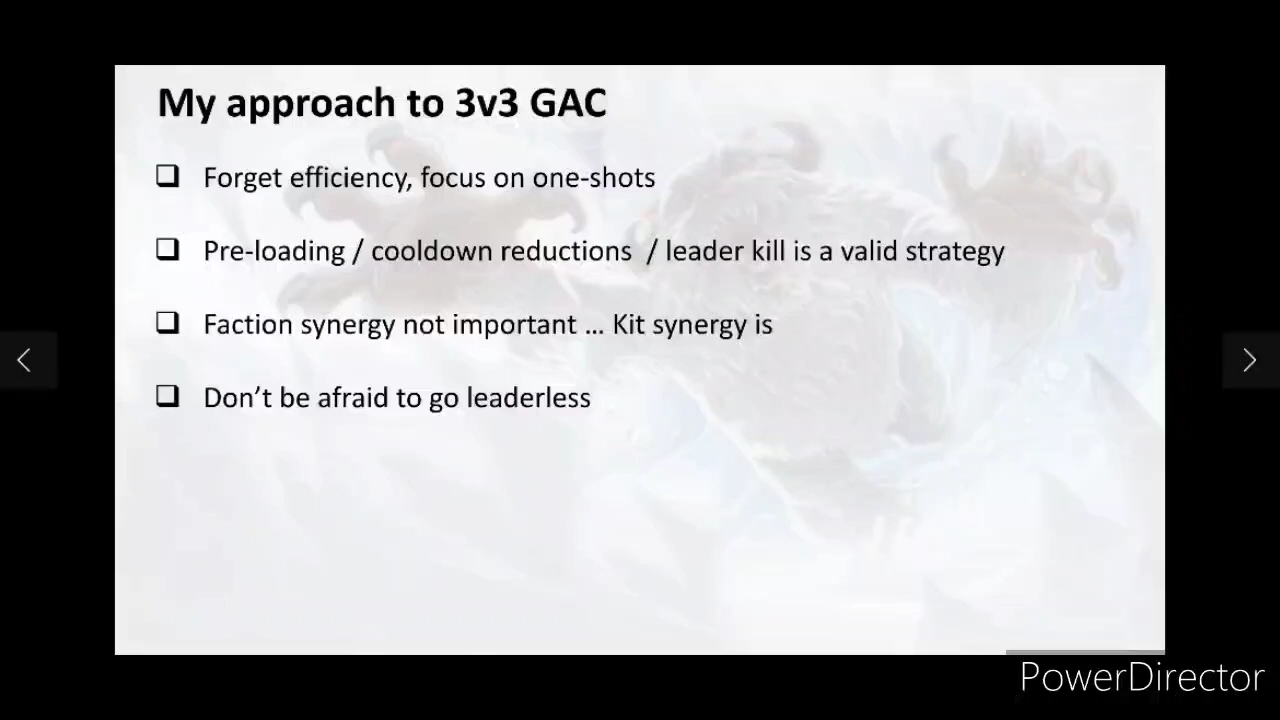 My approach to 3v3 GAC
Forget efficiency, focus on one-shots
Pre-loading / cooldown reductions / leader kill is a valid strategy
Faction synergy not important ... Kit synergy is
Don't be afraid to go leaderless
PowerDirector